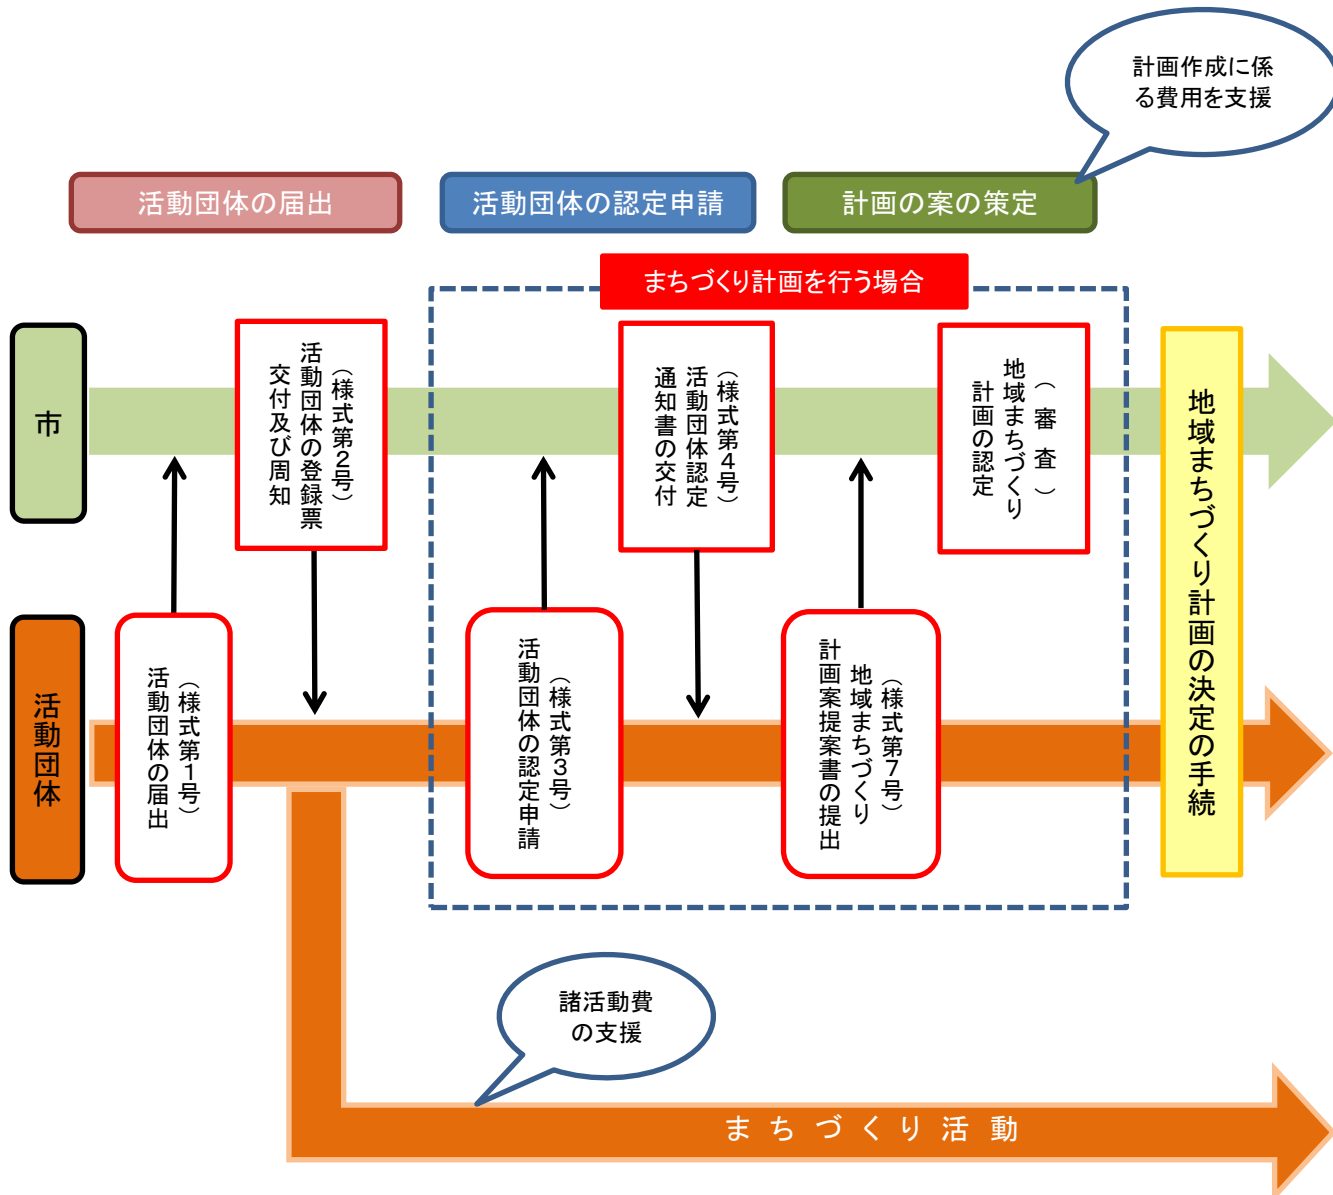 計画作成に係
る費用を支援
活動団体の届出
活動団体の認定申請
計画の案の策定
まちづくり計画を行う場合
市
（様式第２号）
活動団体の登録票
交付及び周知
（様式第４号）
活動団体認定
通知書の交付
（審査）
地域まちづくり
計画の認定
地域まちづくり計画の決定の手続
活動団体
（様式第１号）
活動団体の届出
（様式第３号）
活動団体の認定申請
（様式第７号）
地域まちづくり
計画案提案書の提出
諸活動費
の支援
まちづくり活動